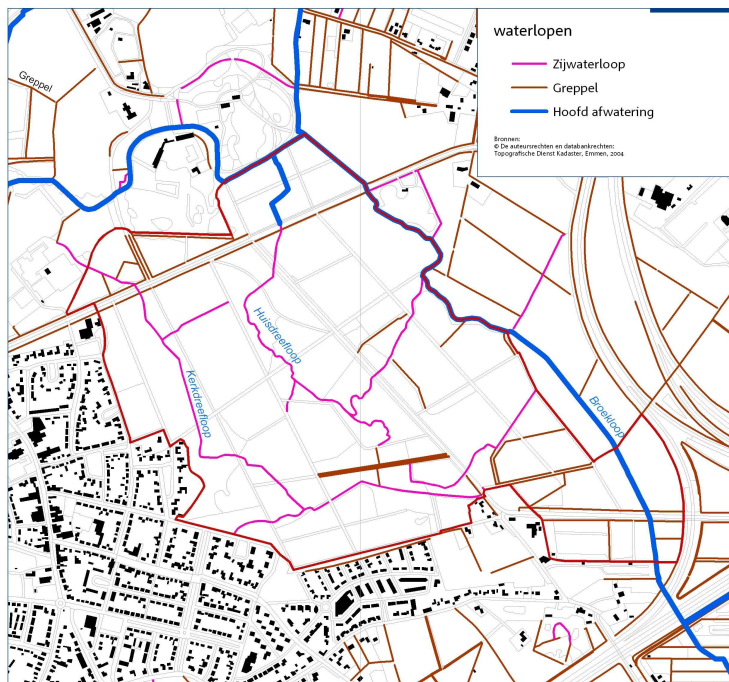 waterlopen
Zijwaterloop
Greppel
Hoofd afwatering
Bronnen:
© De auteursrechten en databankrechten:
Topografische Dienst Kadaster, Emmen, 2004
Greppel
Huisdreefloop
Kerkdreefloop
Broekloop